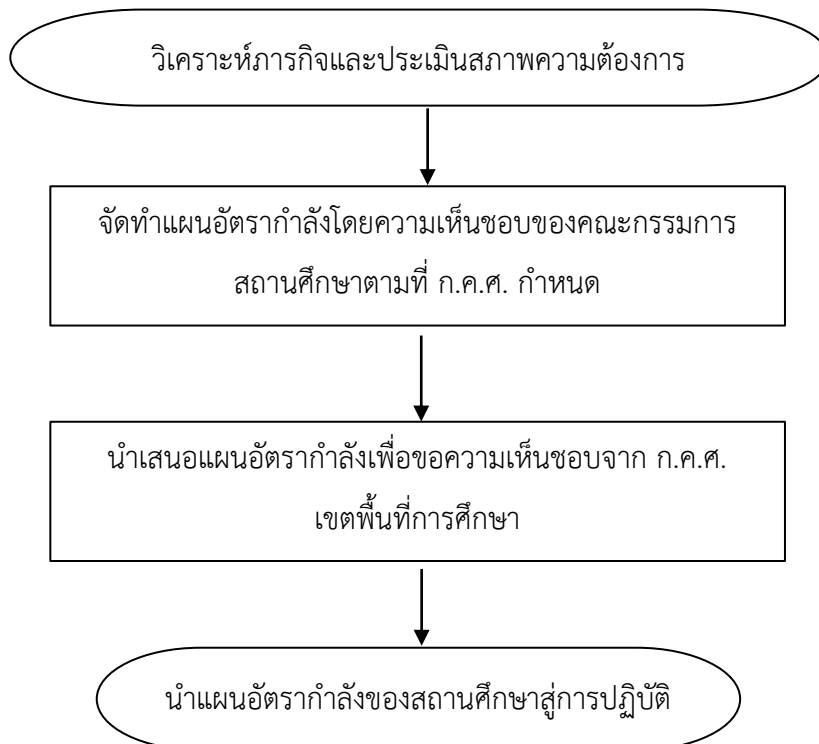 วิเคราะห์ภารกิจและประเมินสภาพความต้องการ
จัดทำแผนอัตรากำลังโดยความเห็นชอบของคณะกรรมการ
สถานศึกษาตามที่ ก.ค.ศ. กำหนด
นำเสนอแผนอัตรากำลังเพื่อขอความเห็นชอบจาก ก.ค.ศ.
เขตพื้นที่การศึกษา
นำแผนอัตรากำลังของสถานศึกษาสู่การปฏิบัติ